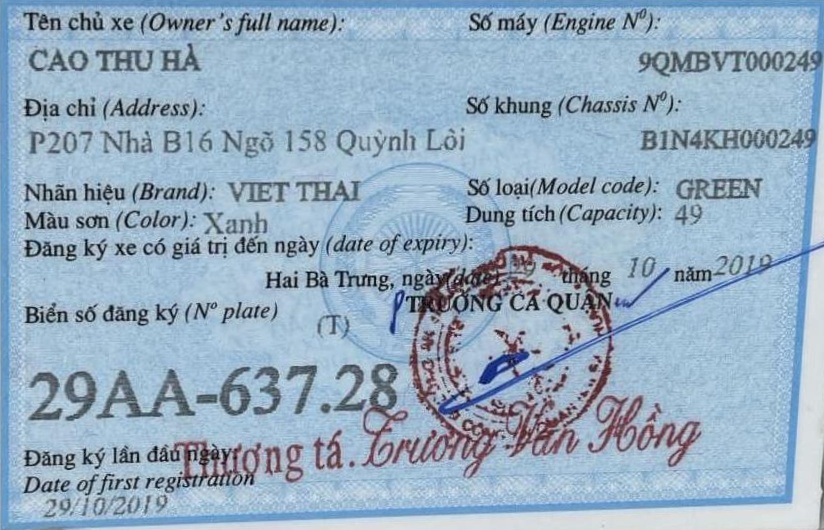 Tên chủ xe (Owner's full name): Số máy (Engine Nº):
CAO THU HÀ 9QMBVT000249
Địa chỉ (Address): Số khung (Chassis Nº):
P207 Nhà B16 Ngõ 158 Quỳnh Lôi B1N4KH000249
Nhãn hiệu (Brand): VIET THAI Số loại(Model code): GREEN
Màu sơn (Color): Xanh Dung tích (Capacity): 49
Đăng ký xe có giá trị đến ngày (date of expiry):
Hai Bà Trưng, ngày(date) 29 tháng 10 năm 2019
Biển số đăng ký (Nº plate) (T) P TRƯỞNG CA QUẬN
29AA-637.28
Thượng tá. Trương Văn Hồng
Đăng ký lần đầu ngày:
Date of first registration
29/10/2019